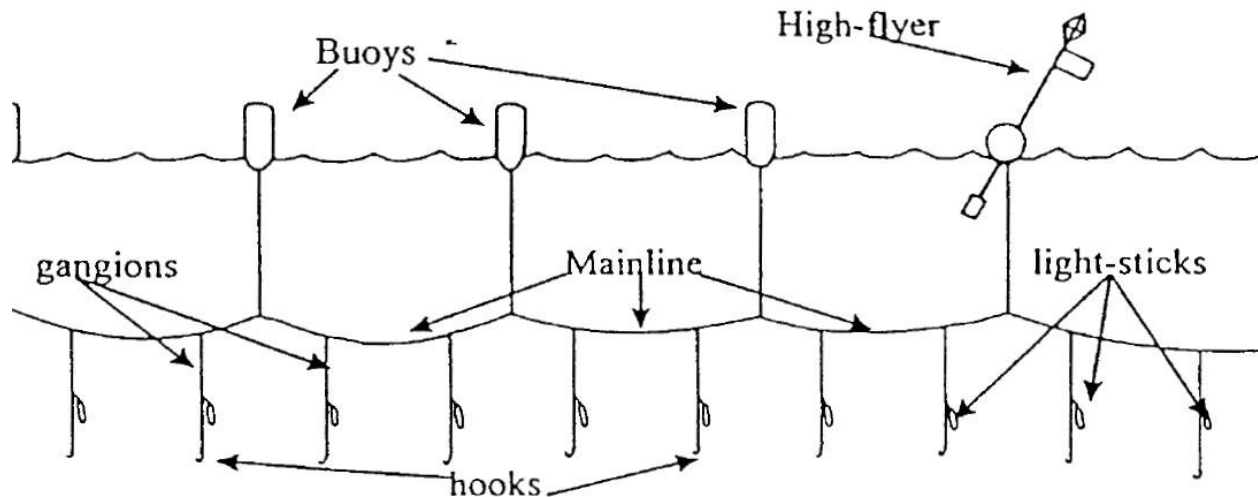 High-flyer
Buoys
gangions
Mainline
light-sticks
hooks